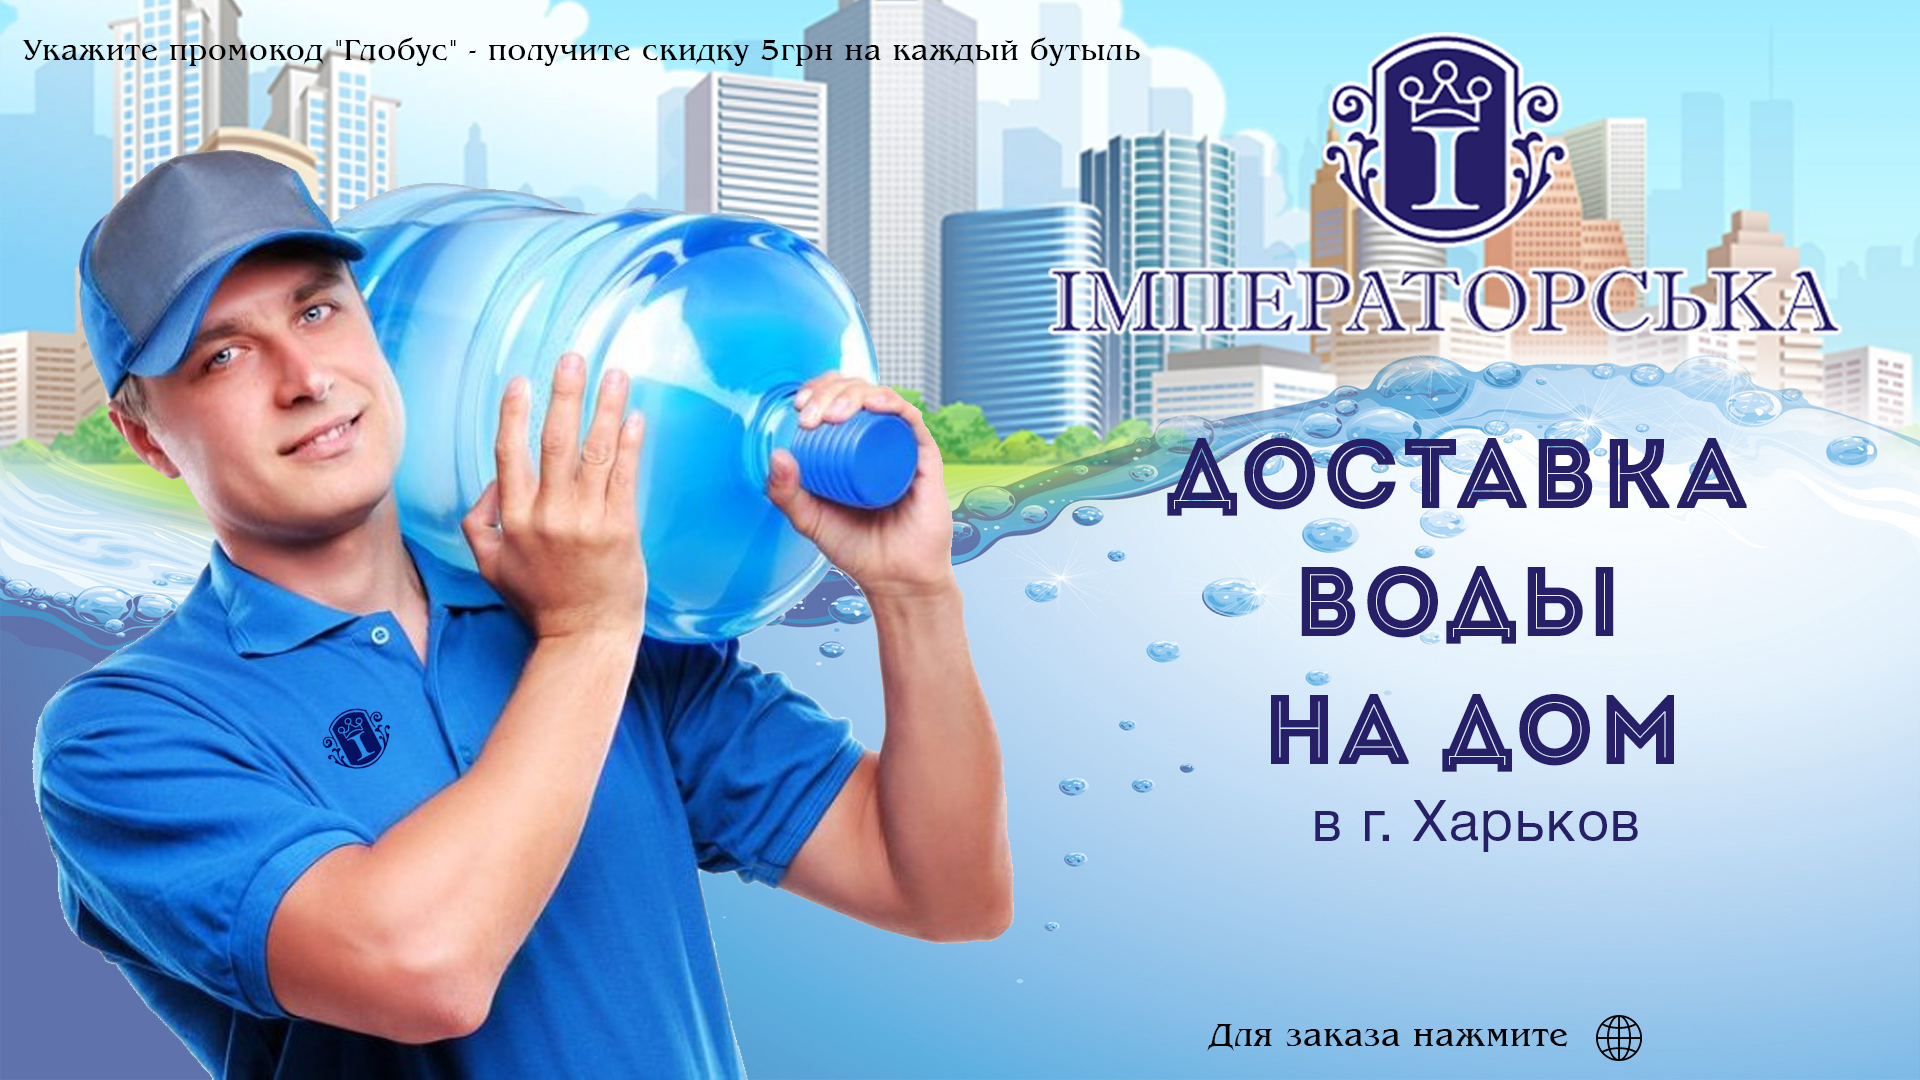 Укажите промокод "Глобус" - получите скидку 5грн на каждый бутыль
І
ІМПЕРАТОРСЬКА
ДОСТАВКА
ВОДЫ
НА ДОМ
в г. Харьков
І
Для заказа нажмите